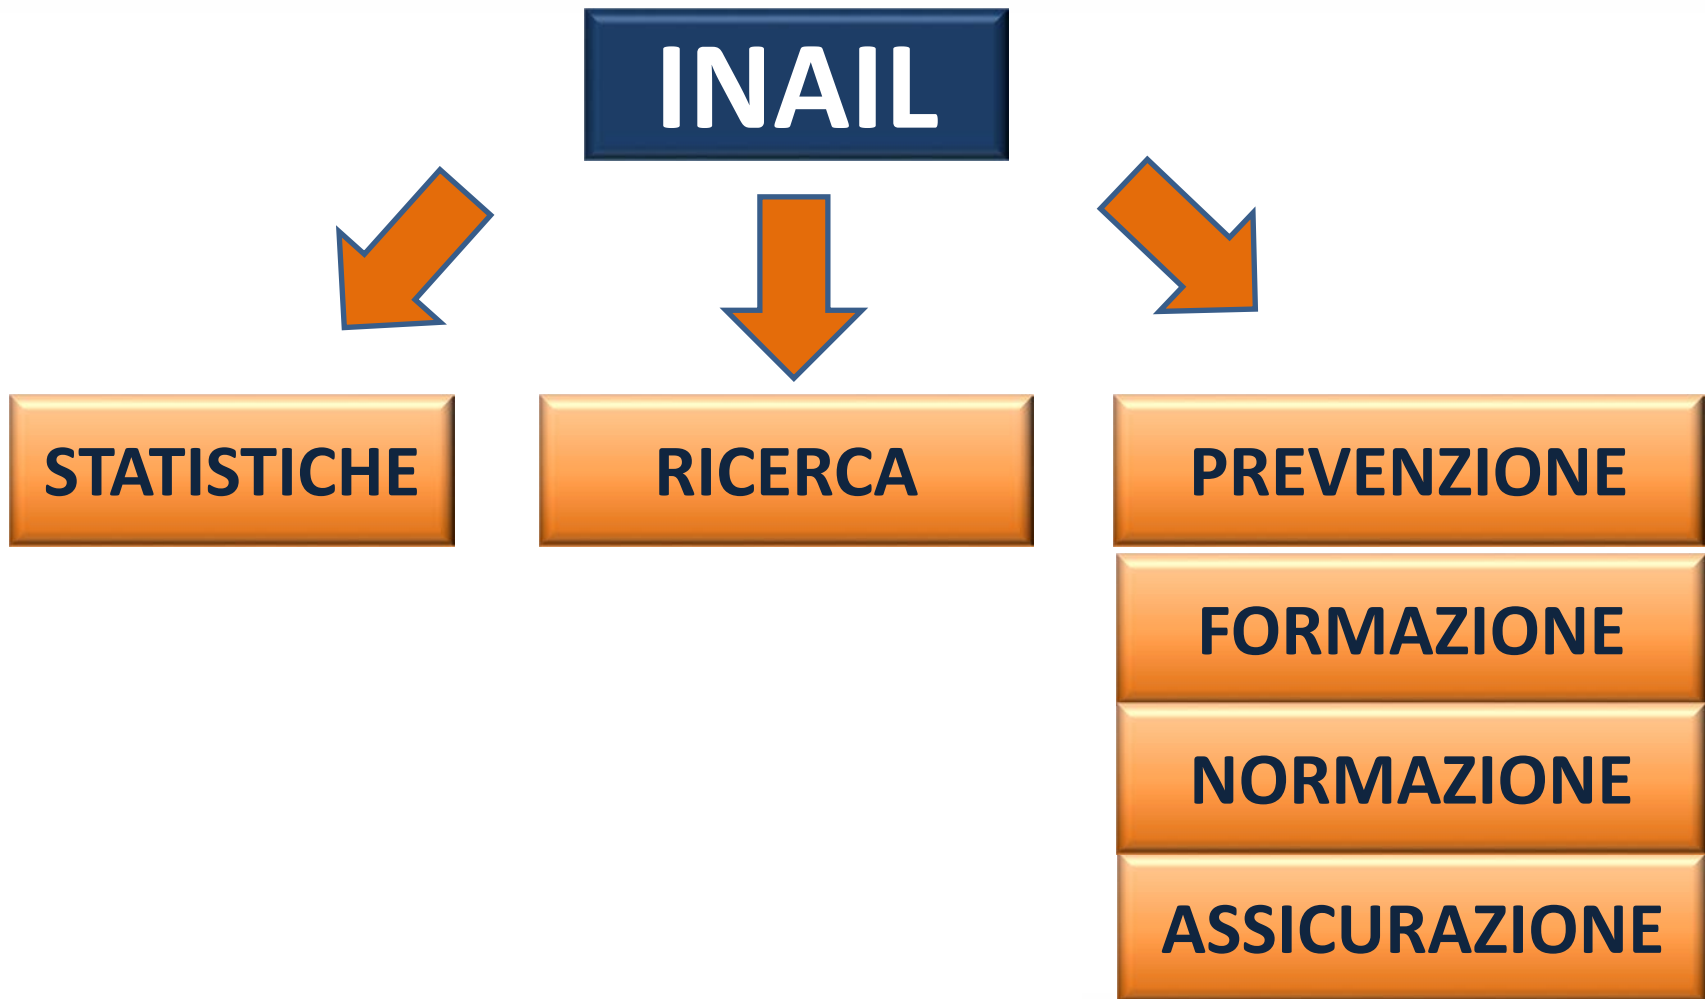 INAIL
STATISTICHE
RICERCA
PREVENZIONE
FORMAZIONE
NORMAZIONE
ASSICURAZIONE